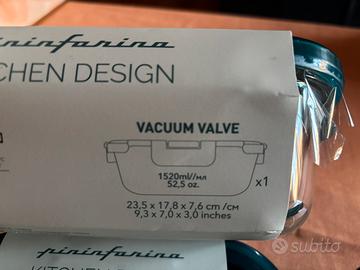 pininfarina
CHEN DESIGN
VACUUM VALVE
1520ml//мл
52,5 oz.
x1
23,5 x 17,8 x 7,6 cm /см
9,3 x 7,0 x 3,0 inches
pininfarina
subito